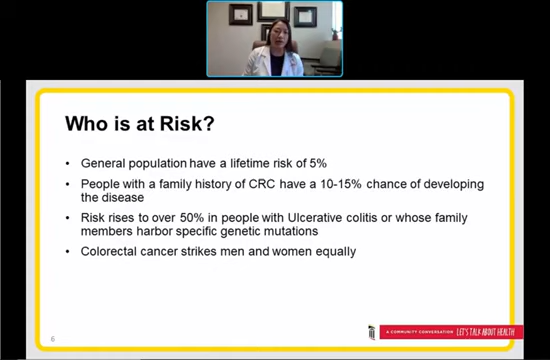 Who is at Risk?
• General population have a lifetime risk of 5%
• People with a family history of CRC have a 10-15% chance of developing
the disease
• Risk rises to over 50% in people with Ulcerative colitis or whose family
members harbor specific genetic mutations
• Colorectal cancer strikes men and women equally
6
A COMMUNITY CONVERSATION LET'S TALK ABOUT HEALTH